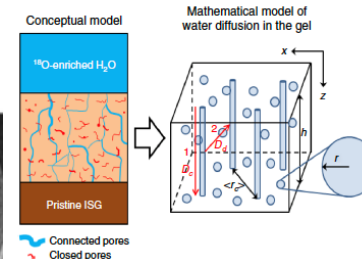 Conceptual model
¹⁸O-enriched H₂O
Pristine ISG
Connected pores
Closed pores
Mathematical model of
water diffusion in the gel
x
z
2
1
D_d
D_c
h
<r_c>
r